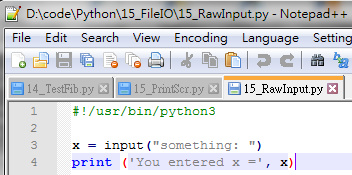 D:\code\Python\15_FileIO\15_RawInput.py - Notepad++
File Edit Search View Encoding Language Setting
14_TestFib.py 15_PrintScr.py 15_RawInput.py
1 #!/usr/bin/python3
2
3 x = input("something: ")
4 print ('You entered x =', x)